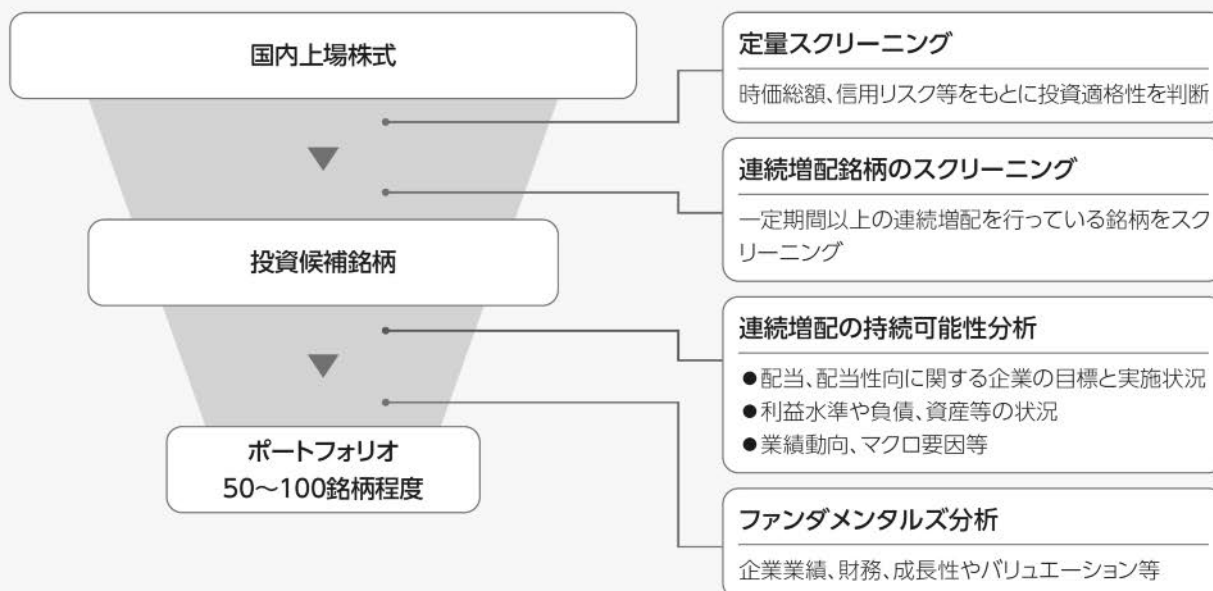 国内上場株式
定量スクリーニング
時価総額、信用リスク等をもとに投資適格性を判断
連続増配銘柄のスクリーニング
一定期間以上の連続増配を行っている銘柄をスク
リーニング
投資候補銘柄
連続増配の持続可能性分析
●配当、配当性向に関する企業の目標と実施状況
●利益水準や負債、資産等の状況
●業績動向、マクロ要因等
ポートフォリオ
50〜100銘柄程度
ファンダメンタルズ分析
企業業績、財務、成長性やバリュエーション等